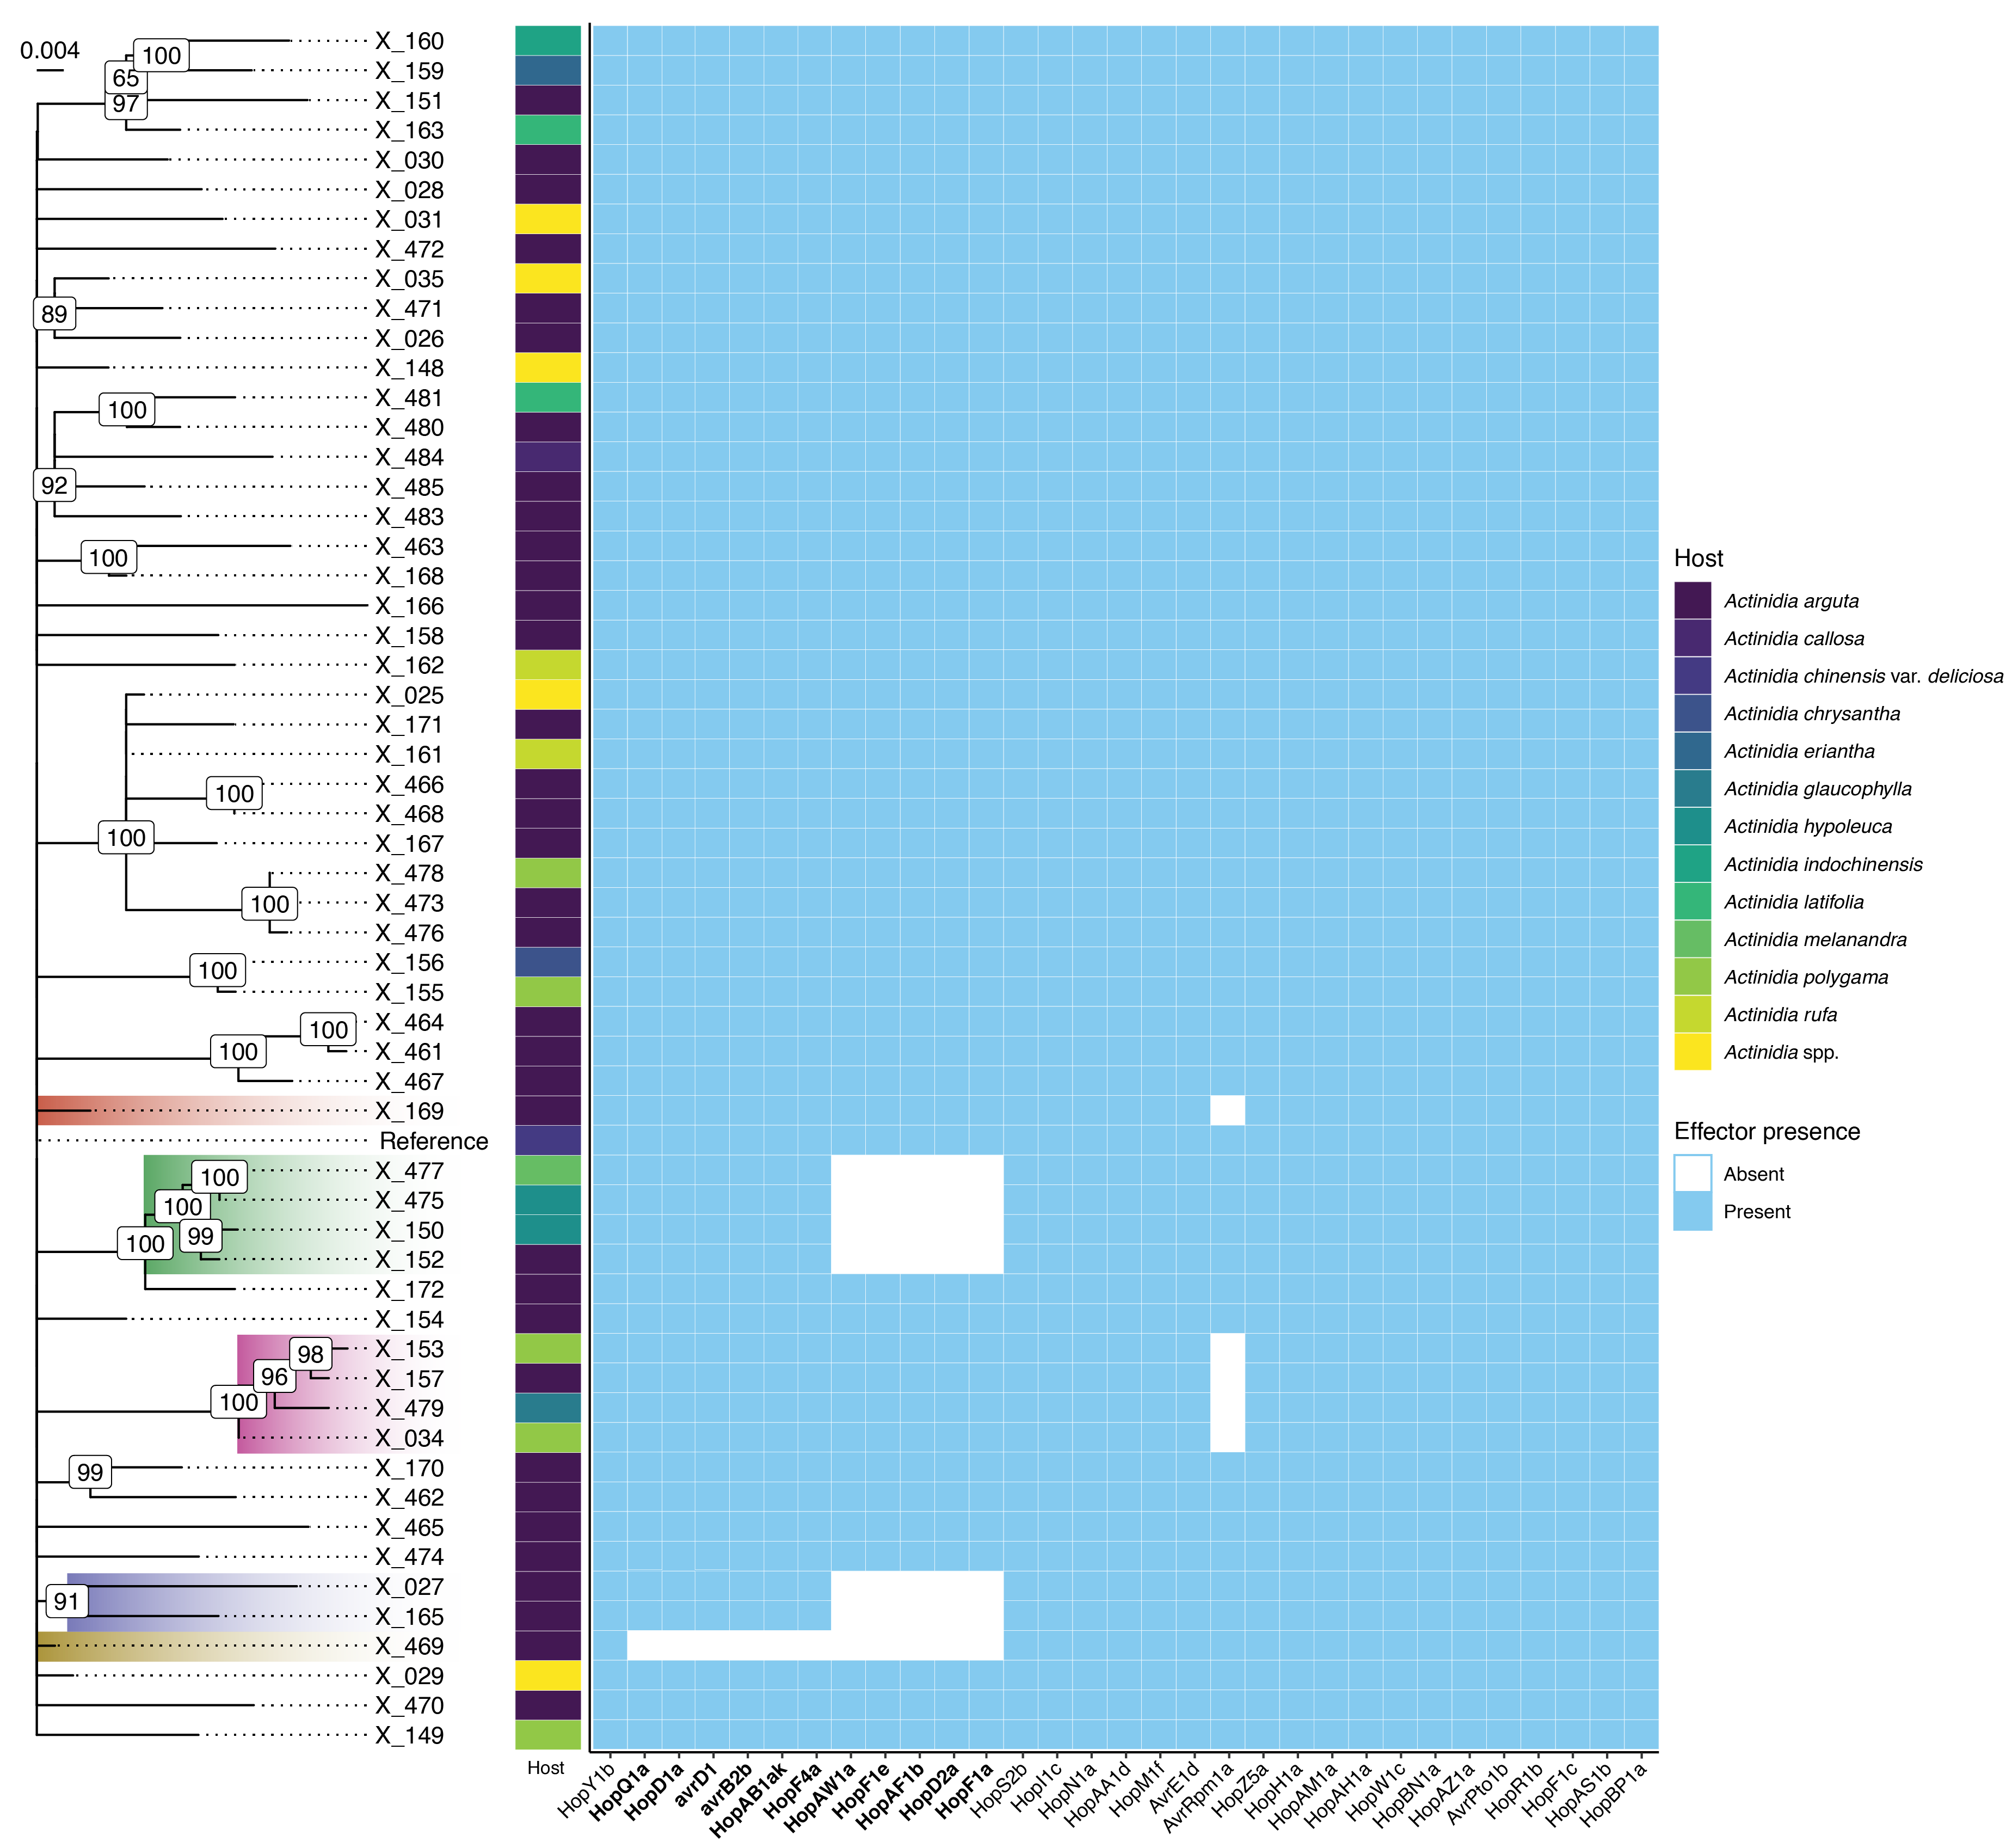 0.004
X_160
100
X_159
65
X_151
97
X_163
X_030
X_028
X_031
X_472
X_035
X_471
89
X_026
X_148
X_481
100
X_480
X_484
X_485
92
X_483
X_463
100
X_168
X_166
X_158
X_162
X_025
X_171
X_161
X_466
100
X_468
100
X_167
X_478
X_473
100
X_476
X_156
100
X_155
X_464
100
X_461
100
X_467
X_169
Reference
X_477
100
X_475
100
X_150
99
100
X_152
X_172
X_154
X_153
98
X_157
96
X_479
100
X_034
X_170
99
X_462
X_465
X_474
X_027
91
X_165
X_469
X_029
X_470
X_149
Host
HopY1b
HopQ1a
HopD1a
avrD1
avrB2b
HopAB1ak
HopF4a
HopAW1a
HopF1e
HopAF1b
HopD2a
HopF1a
HopS2b
HopI1c
HopN1a
HopAA1d
HopM1f
AvrE1d
AvrRpm1a
HopZ5a
HopH1a
HopAM1a
HopAH1a
HopW1c
HopBN1a
HopAZ1a
AvrPto1b
HopR1b
HopF1c
HopAS1b
HopBP1a
Host
Actinidia arguta
Actinidia callosa
Actinidia chinensis var. deliciosa
Actinidia chrysantha
Actinidia eriantha
Actinidia glaucophylla
Actinidia hypoleuca
Actinidia indochinensis
Actinidia latifolia
Actinidia melanandra
Actinidia polygama
Actinidia rufa
Actinidia spp.
Effector presence
Absent
Present